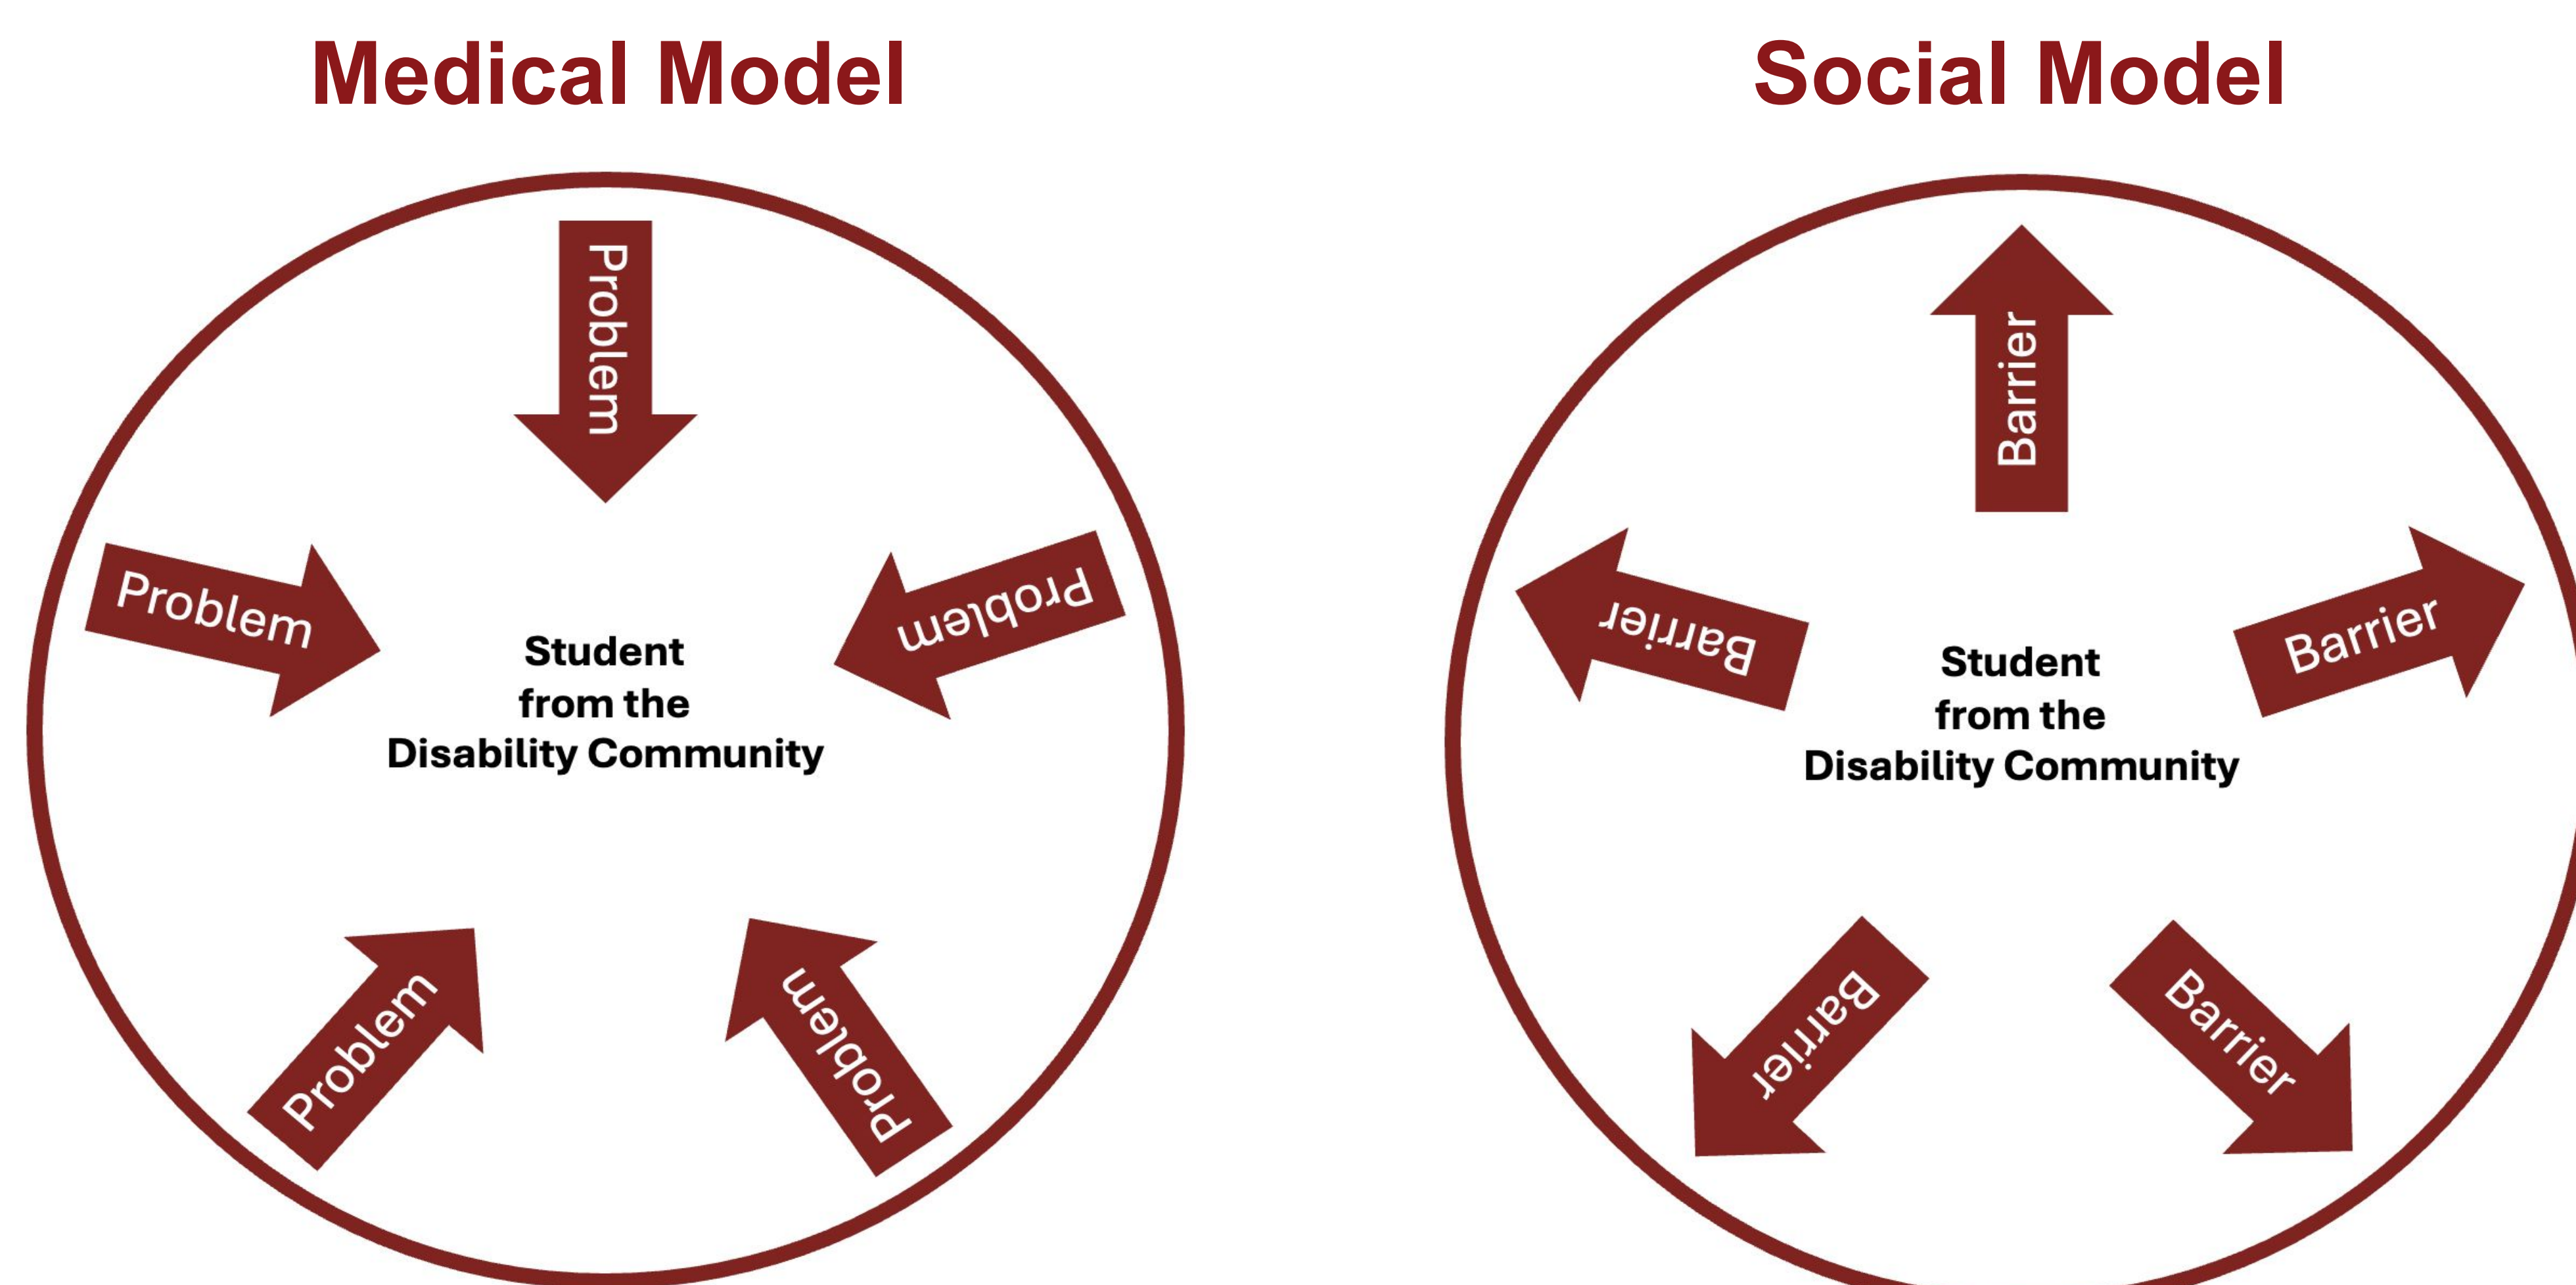 Medical Model
Problem
Problem
Problem
Student
from the
Disability Community
Problem
Problem
Social Model
Barrier
Barrier
Barrier
Student
from the
Disability Community
Barrier
Barrier